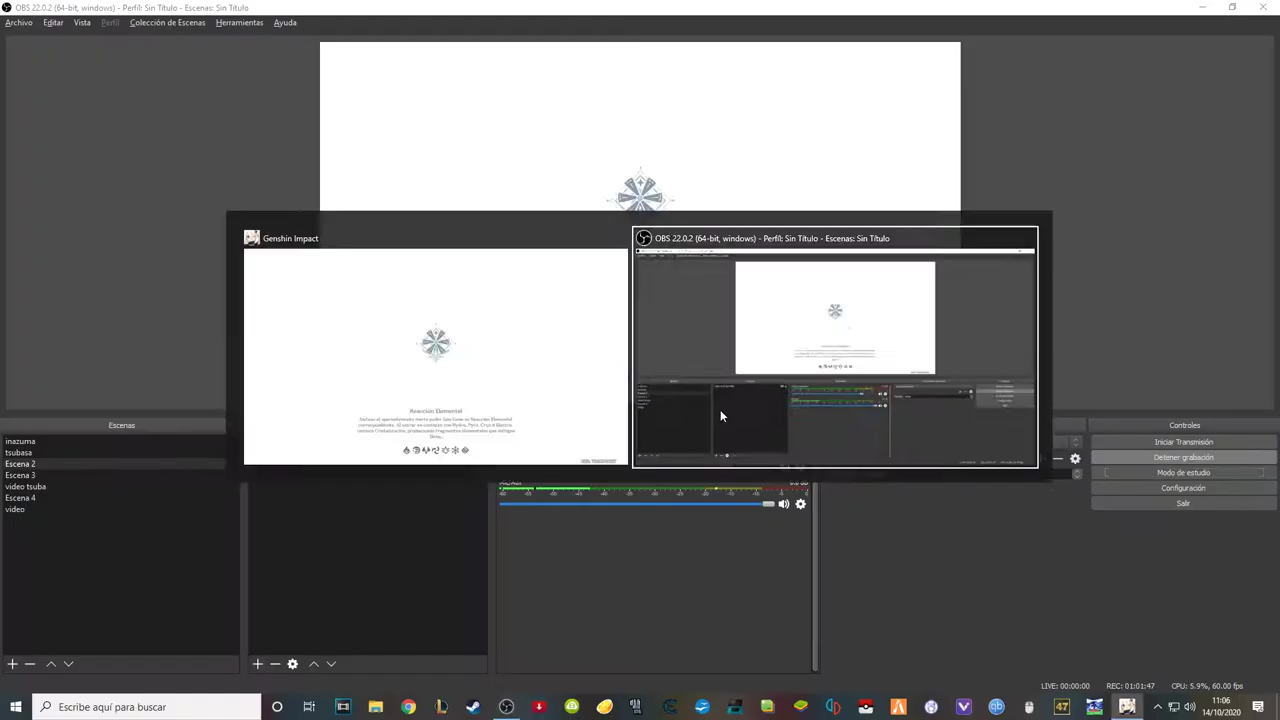 OBS 22.0.2 (64-bit, windows) - Perfil: Sin Título - Escenas: Sin Título
Archivo Editar Vista Perfil Colección de Escenas Herramientas Ayuda
Genshin Impact
OBS 22.0.2 (64-bit, windows) - Perfil: Sin Título - Escenas: Sin Título
Reacción Elemental
Escenas
Controles
inazuma
tsubasa
Escena 2
Escena 3
video tsuba
Escena 4
video
Iniciar Transmisión
Detener grabación
Modo de estudio
Configuración
Salir
LIVE: 00:00:00 REC: 01:01:47 CPU: 5.9%, 60.00 fps
Escribe aquí para buscar
47
11:06
14/10/2020